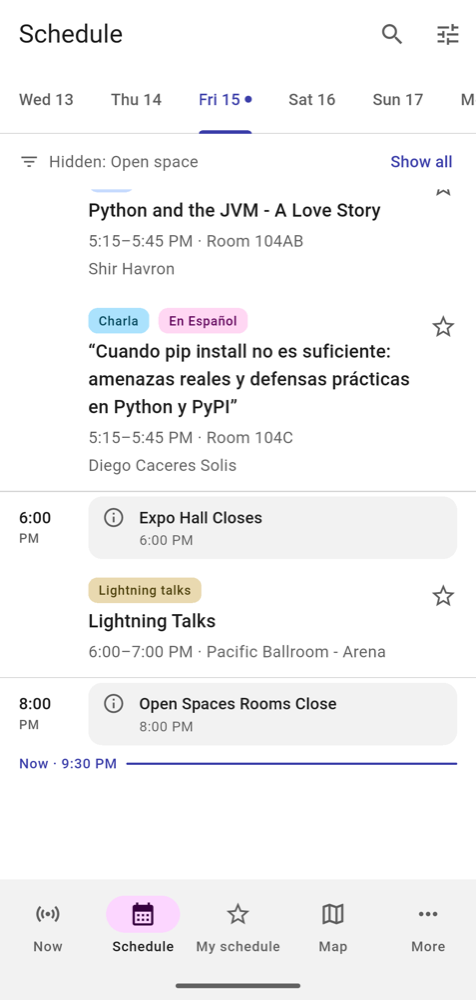 Schedule
Wed 13
Thu 14
Fri 15
Sat 16
Sun 17
M
Hidden: Open space
Show all
Python and the JVM - A Love Story
5:15–5:45 PM · Room 104AB
Shir Havron
Charla
En Español
“Cuando pip install no es suficiente:
amenazas reales y defensas prácticas
en Python y PyPI”
5:15–5:45 PM · Room 104C
Diego Caceres Solis
6:00
PM
Expo Hall Closes
6:00 PM
Lightning talks
Lightning Talks
6:00–7:00 PM · Pacific Ballroom - Arena
8:00
PM
Open Spaces Rooms Close
8:00 PM
Now · 9:30 PM
Now
Schedule
My schedule
Map
More